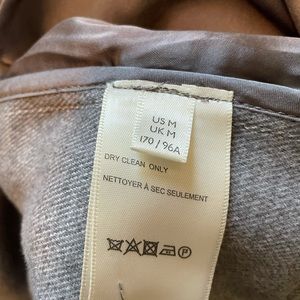 US M
UK M
170 / 96A
DRY CLEAN ONLY
NETTOYER À SEC SEULEMENT
P